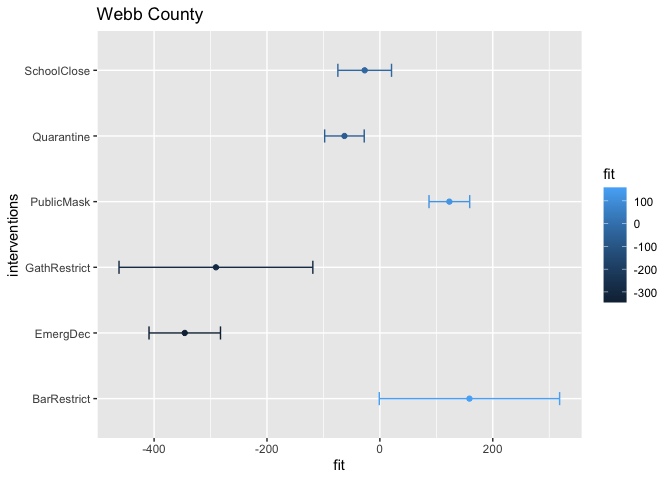 Webb County
interventions
SchoolClose
Quarantine
PublicMask
GathRestrict
EmergDec
BarRestrict
-400
-200
0
200
fit
fit
100
0
-100
-200
-300